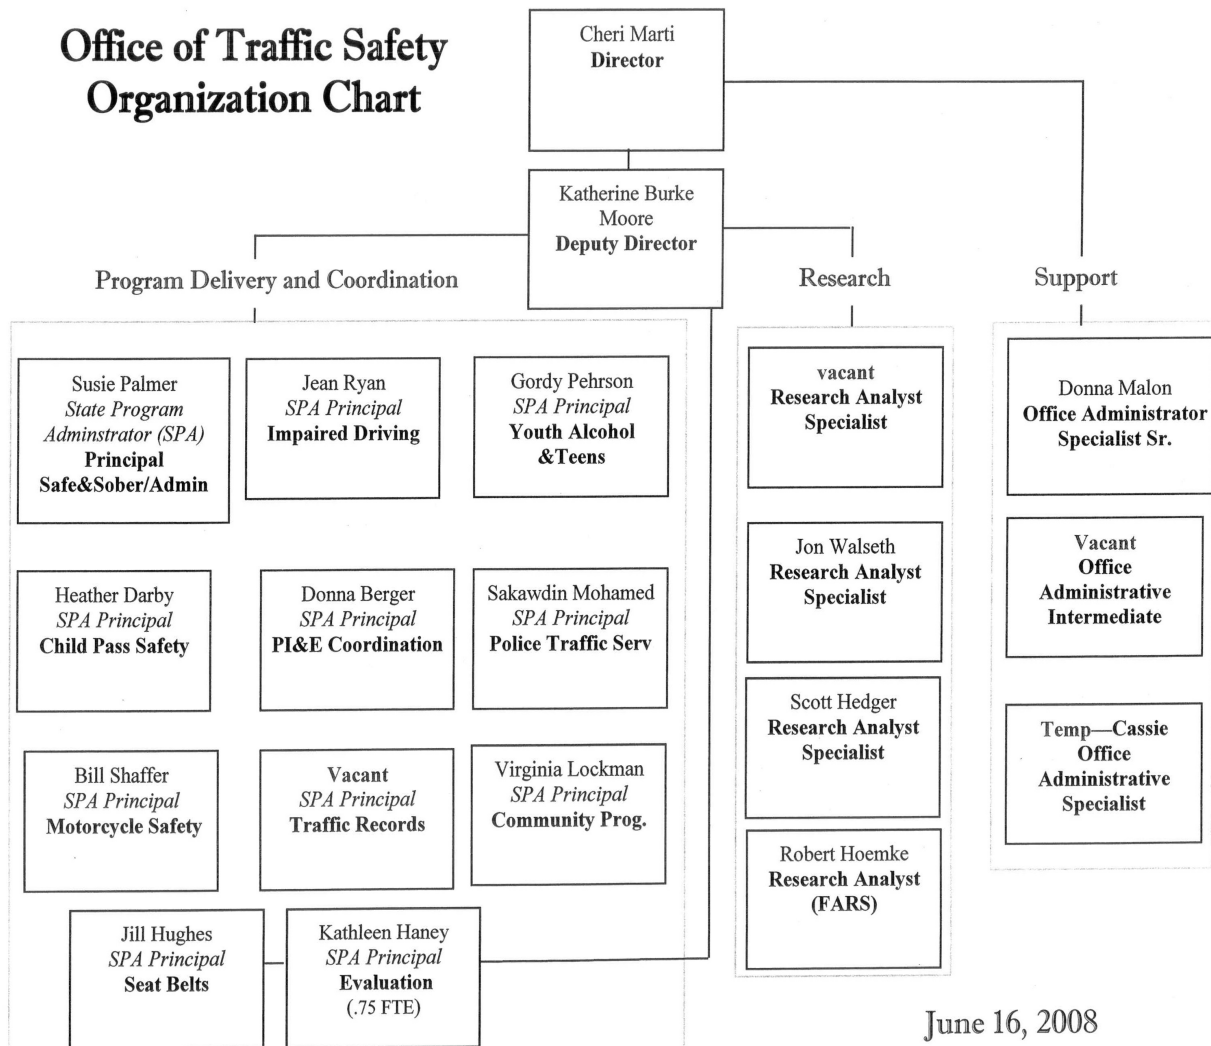 Office of Traffic Safety
Organization Chart
Cheri Marti
Director
Katherine Burke
Moore
Deputy Director
Program Delivery and Coordination
Research
Support
Susie Palmer
State Program
Adminstrator (SPA)
Principal
Safe&Sober/Admin
Jean Ryan
SPA Principal
Impaired Driving
Gordy Pehrson
SPA Principal
Youth Alcohol
&Teens
Heather Darby
SPA Principal
Child Pass Safety
Donna Berger
SPA Principal
PI&E Coordination
Sakawdin Mohamed
SPA Principal
Police Traffic Serv
Bill Shaffer
SPA Principal
Motorcycle Safety
Vacant
SPA Principal
Traffic Records
Virginia Lockman
SPA Principal
Community Prog.
Jill Hughes
SPA Principal
Seat Belts
Kathleen Haney
SPA Principal
Evaluation
(.75 FTE)
vacant
Research Analyst
Specialist
Jon Walseth
Research Analyst
Specialist
Scott Hedger
Research Analyst
Specialist
Robert Hoemke
Research Analyst
(FARS)
Donna Malon
Office Administrator
Specialist Sr.
Vacant
Office
Administrative
Intermediate
Temp—Cassie
Office
Administrative
Specialist
June 16, 2008